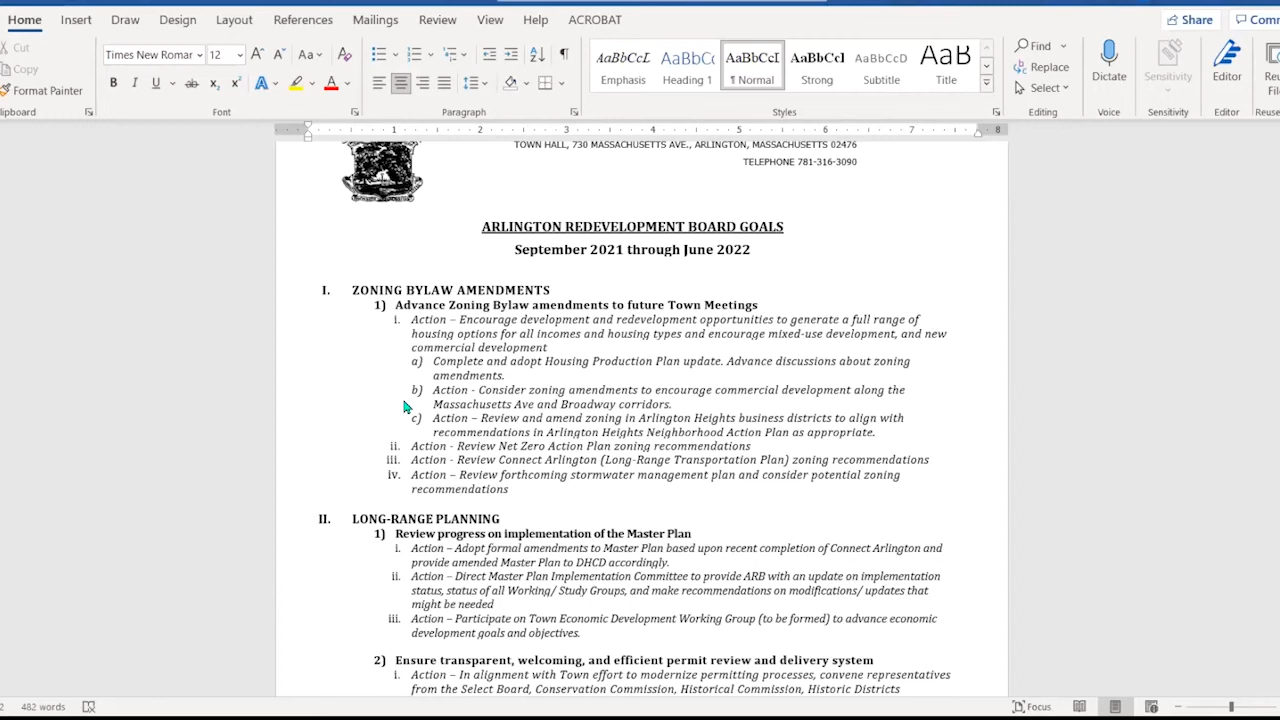 Home Insert Draw Design Layout References Mailings Review View Help ACROBAT Share
Cut
Copy
Format Painter
Times New Roman 12
AaBbCcI AaBbCc AaBbCcI AaBbCcI AaBbCcD AaB
Emphasis Heading 1 ¶ Normal Strong Subtitle Title
Find
Replace
Select
Dictate
Sensitivity
Editor
Font Paragraph Styles Editing Voice Sensitivity Editor
1 2 3 4 5 6 7 8
TOWN HALL, 730 MASSACHUSETTS AVE., ARLINGTON, MASSACHUSETTS 02476
TELEPHONE 781-316-3090
ARLINGTON REDEVELOPMENT BOARD GOALS
September 2021 through June 2022
I. ZONING BYLAW AMENDMENTS
1) Advance Zoning Bylaw amendments to future Town Meetings
i. Action – Encourage development and redevelopment opportunities to generate a full range of
housing options for all incomes and housing types and encourage mixed-use development, and new
commercial development
a) Complete and adopt Housing Production Plan update. Advance discussions about zoning
amendments.
b) Action - Consider zoning amendments to encourage commercial development along the
Massachusetts Ave and Broadway corridors.
c) Action – Review and amend zoning in Arlington Heights business districts to align with
recommendations in Arlington Heights Neighborhood Action Plan as appropriate.
ii. Action - Review Net Zero Action Plan zoning recommendations
iii. Action - Review Connect Arlington (Long-Range Transportation Plan) zoning recommendations
iv. Action – Review forthcoming stormwater management plan and consider potential zoning
recommendations
II. LONG-RANGE PLANNING
1) Review progress on implementation of the Master Plan
i. Action – Adopt formal amendments to Master Plan based upon recent completion of Connect Arlington and
provide amended Master Plan to DHCD accordingly.
ii. Action – Direct Master Plan Implementation Committee to provide ARB with an update on implementation
status, status of all Working/ Study Groups, and make recommendations on modifications/ updates that
might be needed
iii. Action – Participate on Town Economic Development Working Group (to be formed) to advance economic
development goals and objectives.
2) Ensure transparent, welcoming, and efficient permit review and delivery system
i. Action – In alignment with Town effort to modernize permitting processes, convene representatives
from the Select Board, Conservation Commission, Historical Commission, Historic Districts
482 words Focus